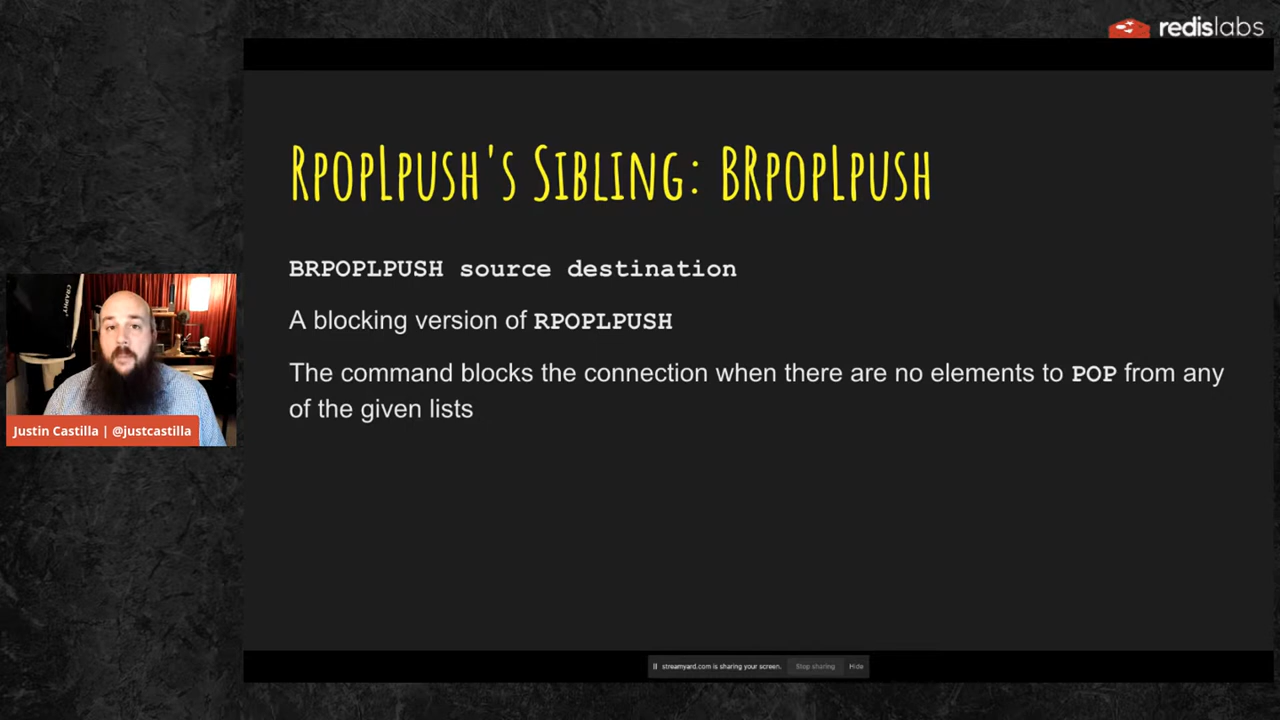 redislabs
RpopLpush's Sibling: BRpopLpush
BRPOPLPUSH source destination
A blocking version of RPOPLPUSH
The command blocks the connection when there are no elements to POP from any
of the given lists
Justin Castilla | @justcastilla
streamyard.com is sharing your screen. Stop sharing Hide